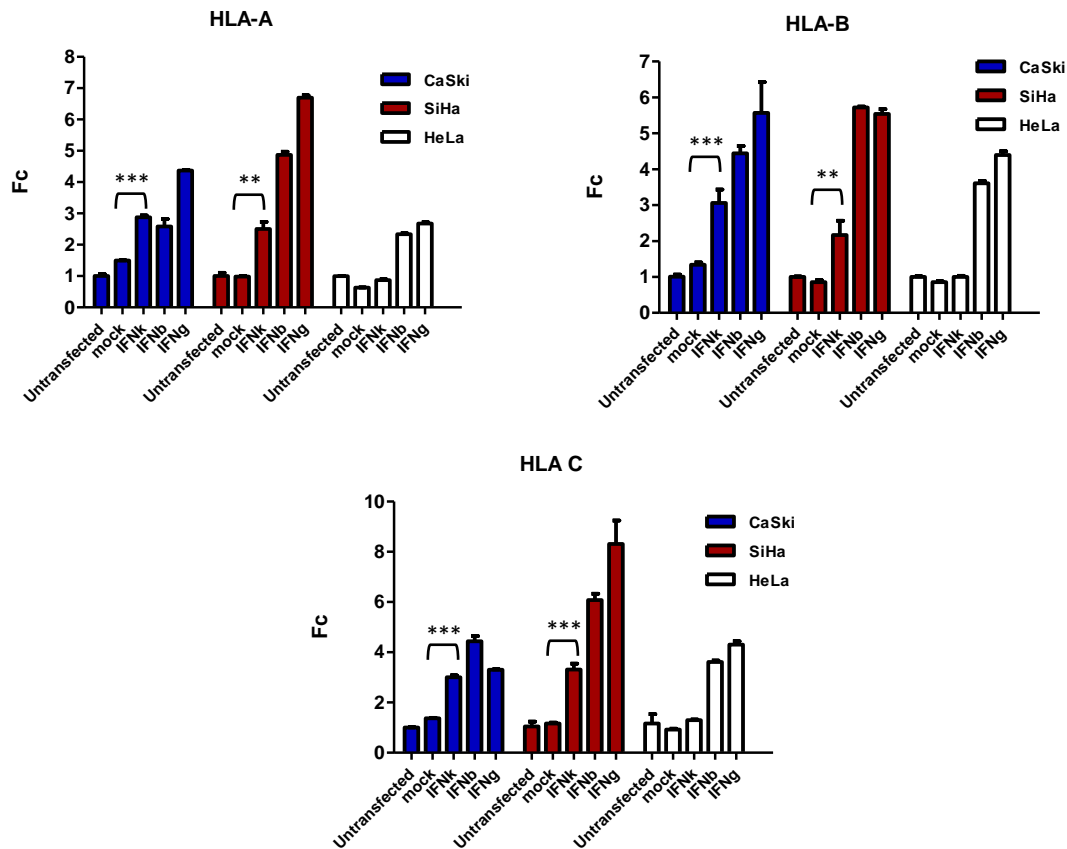 HLA-A
8
7
6
5
4
3
2
1
0
Fc
CaSki
SiHa
HeLa
***
**
Untransfected
mock
IFNk
IFNb
IFNg
Untransfected
mock
IFNk
IFNb
IFNg
Untransfected
mock
IFNk
IFNb
IFNg
HLA-B
7
6
5
4
3
2
1
0
Fc
CaSki
SiHa
HeLa
***
**
Untransfected
mock
IFNk
IFNb
IFNg
Untransfected
mock
IFNk
IFNb
IFNg
Untransfected
mock
IFNk
IFNb
IFNg
HLA C
10
8
6
4
2
0
Fc
CaSki
SiHa
HeLa
***
***
Untransfected
mock
IFNk
IFNb
IFNg
Untransfected
mock
IFNk
IFNb
IFNg
Untransfected
mock
IFNk
IFNb
IFNg